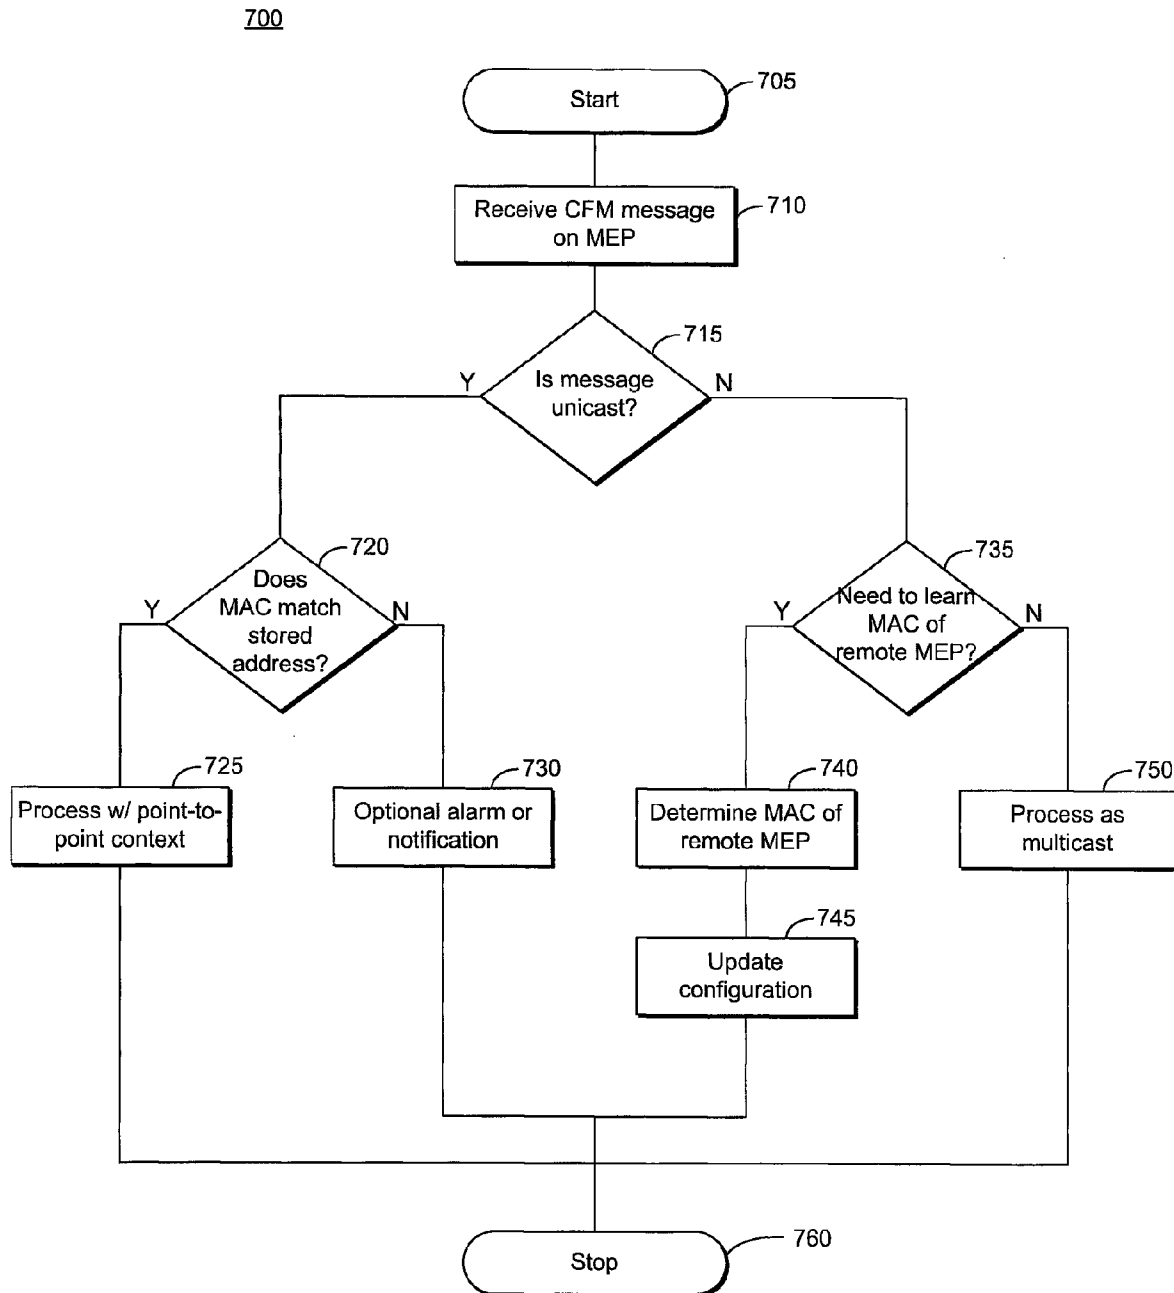 700
Start
705
Receive CFM message
on MEP
710
715
Is message
unicast?
Y
N
720
Does
MAC match
stored
address?
Y
N
735
Need to learn
MAC of
remote MEP?
Y
N
725
Process w/ point-to-
point context
730
Optional alarm or
notification
740
Determine MAC of
remote MEP
750
Process as
multicast
745
Update
configuration
Stop
760